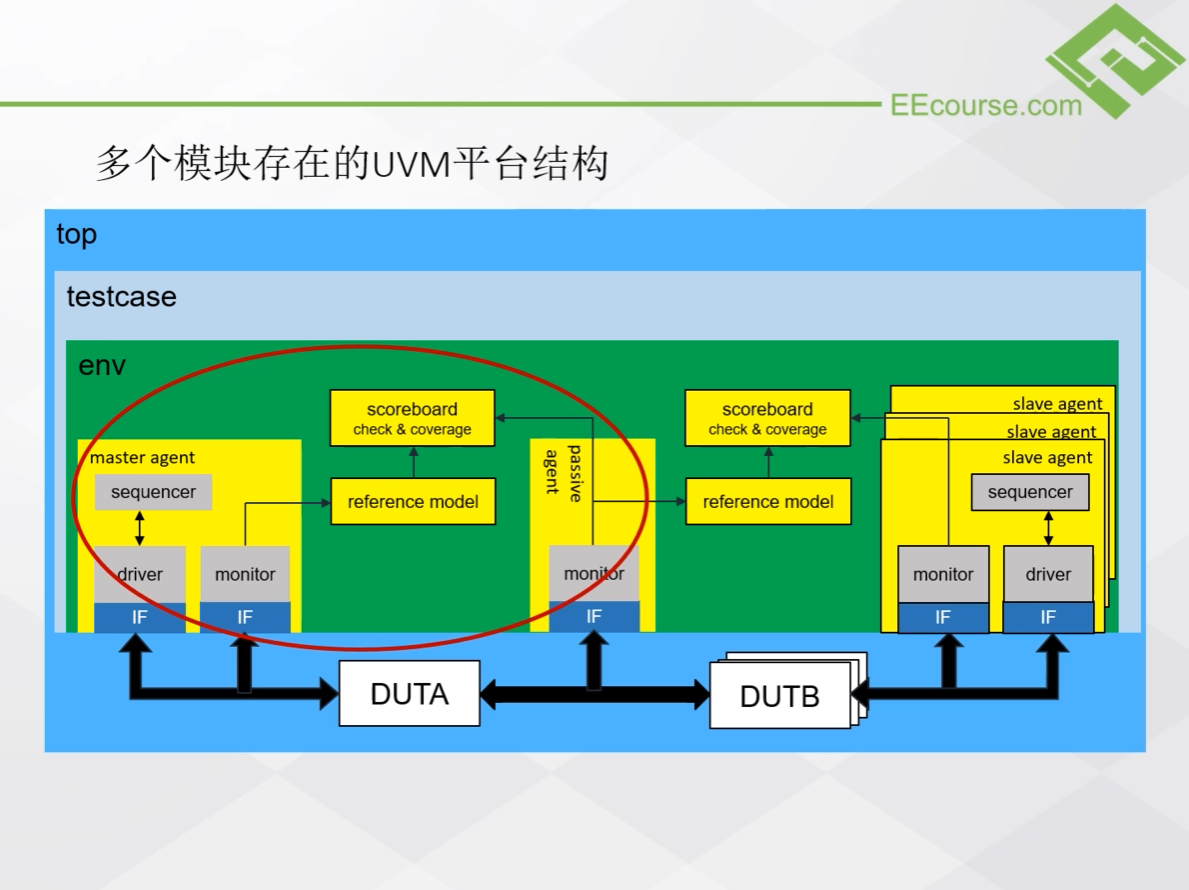 EEcourse.com
多个模块存在的UVM平台结构
top
testcase
env
master agent
sequencer
driver
monitor
IF
IF
scoreboard
check & coverage
reference model
passive
agent
monitor
IF
scoreboard
check & coverage
reference model
slave agent
slave agent
slave agent
sequencer
monitor
driver
IF
IF
DUTA
DUTB